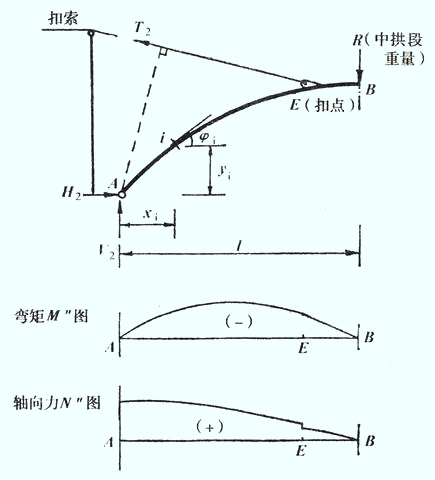 扣索
T₂
R(中拱段
重量)
B
E(扣点)
i
φᵢ
yᵢ
A
H₂
xᵢ
V₂
l
弯矩M″图
(-)
A
E
B
轴向力N″图
(+)
A
E
B